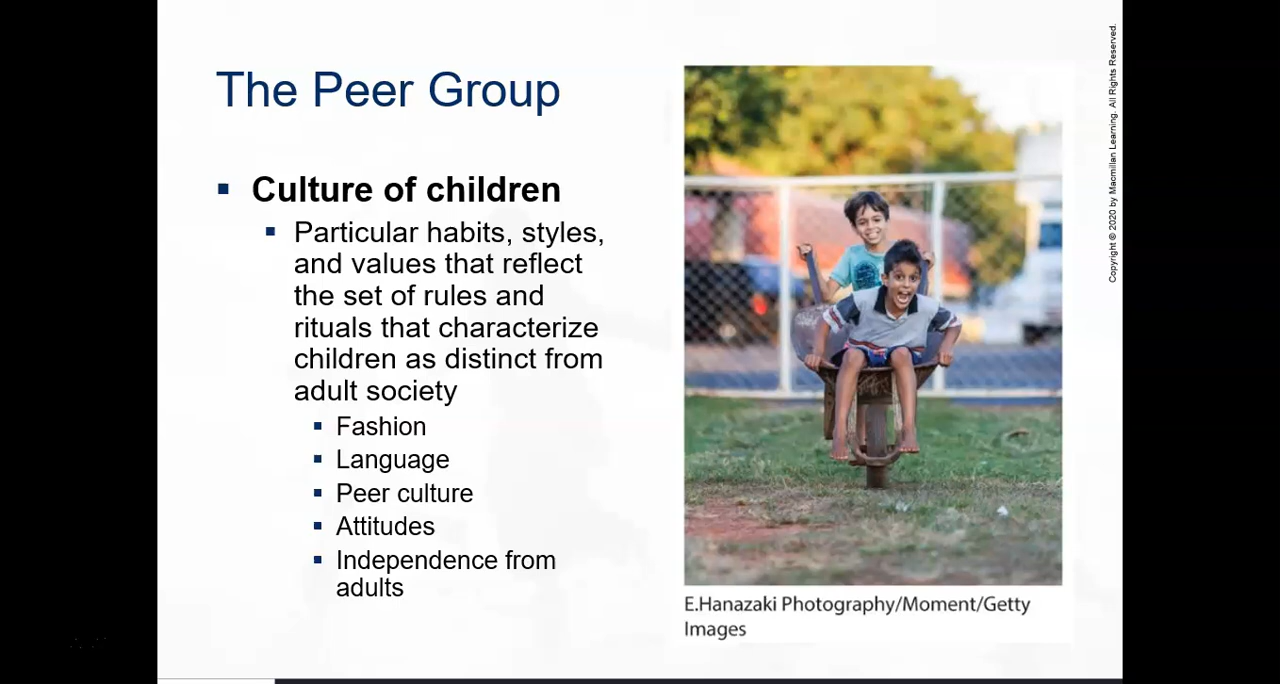 The Peer Group
Culture of children
Particular habits, styles,
and values that reflect
the set of rules and
rituals that characterize
children as distinct from
adult society
Fashion
Language
Peer culture
Attitudes
Independence from
adults
E.Hanazaki Photography/Moment/Getty
Images
Copyright © 2020 by Macmillan Learning. All Rights Reserved.